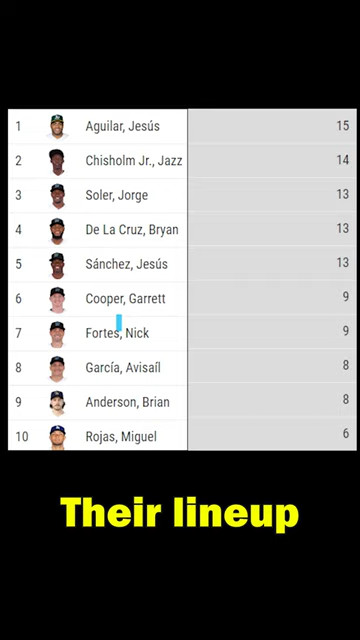 1 Aguilar, Jesús 15
2 Chisholm Jr., Jazz 14
3 Soler, Jorge 13
4 De La Cruz, Bryan 13
5 Sánchez, Jesús 13
6 Cooper, Garrett 9
7 Fortes, Nick 9
8 García, Avisaíl 8
9 Anderson, Brian 8
10 Rojas, Miguel 6
Their lineup